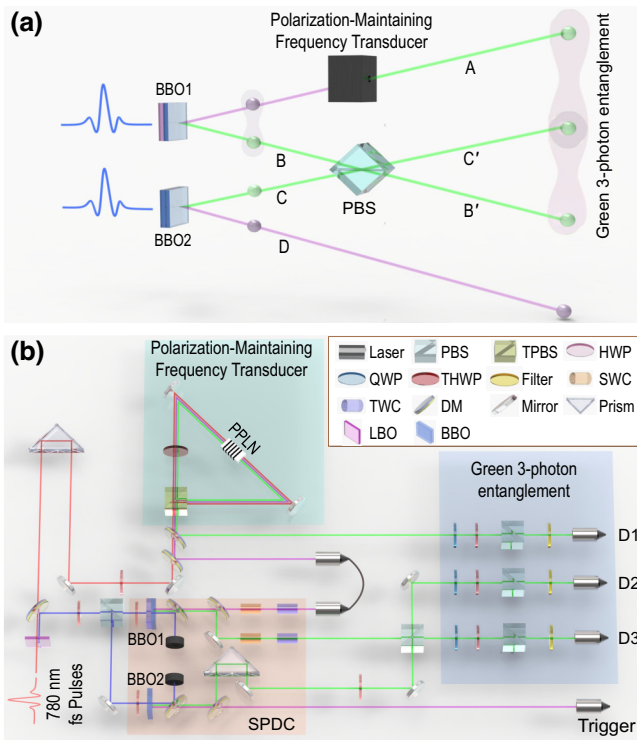 (a)
Polarization-Maintaining
Frequency Transducer
BBO1
A
B
C′
C
PBS
B′
BBO2
D
Green 3-photon entanglement
(b)
Polarization-Maintaining
Frequency Transducer
PPLN
Laser
PBS
TPBS
HWP
QWP
THWP
Filter
SWC
TWC
DM
Mirror
Prism
LBO
BBO
Green 3-photon
entanglement
D1
D2
D3
BBO1
BBO2
780 nm
fs Pulses
SPDC
Trigger